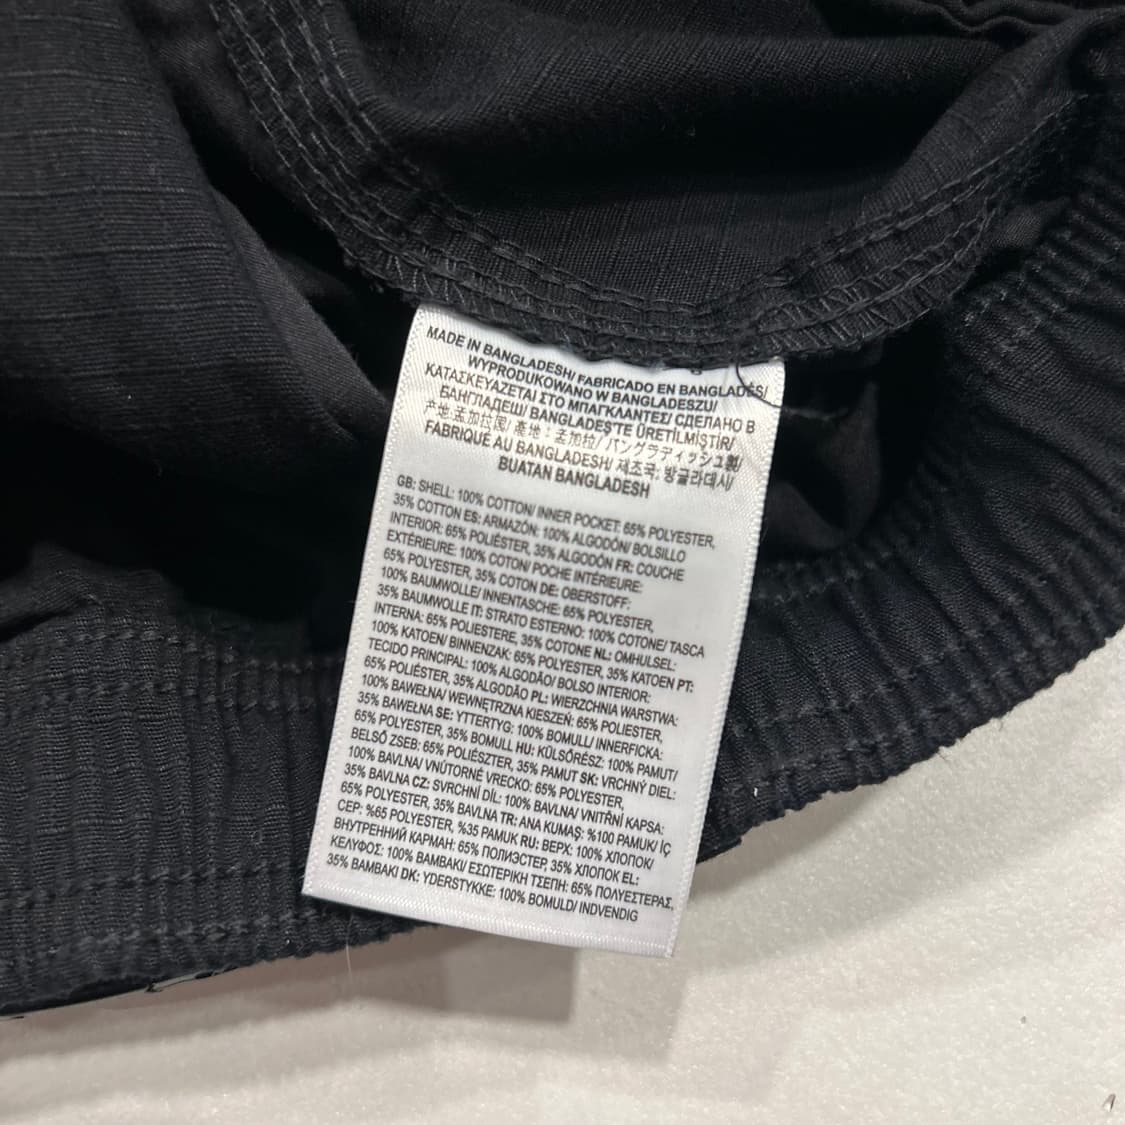 MADE IN BANGLADESH/ FABRICADO EN BANGLADÉS/
WYPRODUKOWANO W BANGLADESZU/
ΚΑΤΑΣΚΕΥΑΖΕΤΑΙ ΣΤΟ ΜΠΑΓΚΛΑΝΤΕΣ/ СДЕЛАНО В
БАНГЛАДЕШ/ BANGLADEŞ'TE ÜRETİLMİŞTİR/
产地:孟加拉国/ 產地:孟加拉/ バングラディッシュ製/
FABRIQUÉ AU BANGLADESH/ 제조국: 방글라데시/
BUATAN BANGLADESH
GB: SHELL: 100% COTTON/ INNER POCKET: 65% POLYESTER,
35% COTTON ES: ARMAZÓN: 100% ALGODÓN/ BOLSILLO
INTERIOR: 65% POLIÉSTER, 35% ALGODÓN FR: COUCHE
EXTÉRIEURE: 100% COTON/ POCHE INTÉRIEURE:
65% POLYESTER, 35% COTON DE: OBERSTOFF:
100% BAUMWOLLE/ INNENTASCHE: 65% POLYESTER,
35% BAUMWOLLE IT: STRATO ESTERNO: 100% COTONE/ TASCA
INTERNA: 65% POLIESTERE, 35% COTONE NL: OMHULSEL:
100% KATOEN/ BINNENZAK: 65% POLYESTER, 35% KATOEN PT:
TECIDO PRINCIPAL: 100% ALGODÃO/ BOLSO INTERIOR:
65% POLIÉSTER, 35% ALGODÃO PL: WIERZCHNIA WARSTWA:
100% BAWEŁNA/ WEWNĘTRZNA KIESZEŃ: 65% POLIESTER,
35% BAWEŁNA SE: YTTERTYG: 100% BOMULL/ INNERFICKA:
65% POLYESTER, 35% BOMULL HU: KÜLSŐRÉSZ: 100% PAMUT/
BELSŐ ZSEB: 65% POLIÉSZTER, 35% PAMUT SK: VRCHNÝ DIEL:
100% BAVLNA/ VNÚTORNÉ VRECKO: 65% POLYESTER,
35% BAVLNA CZ: SVRCHNÍ DÍL: 100% BAVLNA/ VNITŘNÍ KAPSA:
65% POLYESTER, 35% BAVLNA TR: ANA KUMAŞ: %100 PAMUK/ İÇ
CEP: %65 POLYESTER, %35 PAMUK RU: ВЕРХ: 100% ХЛОПОК/
ВНУТРЕННИЙ КАРМАН: 65% ПОЛИЭСТЕР, 35% ХЛОПОК EL:
ΚΕΛΥΦΟΣ: 100% ΒΑΜΒΑΚΙ/ ΕΣΩΤΕΡΙΚΗ ΤΣΕΠΗ: 65% ΠΟΛΥΕΣΤΕΡΑΣ,
35% ΒΑΜΒΑΚΙ DK: YDERSTYKKE: 100% BOMULD/ INDVENDIG